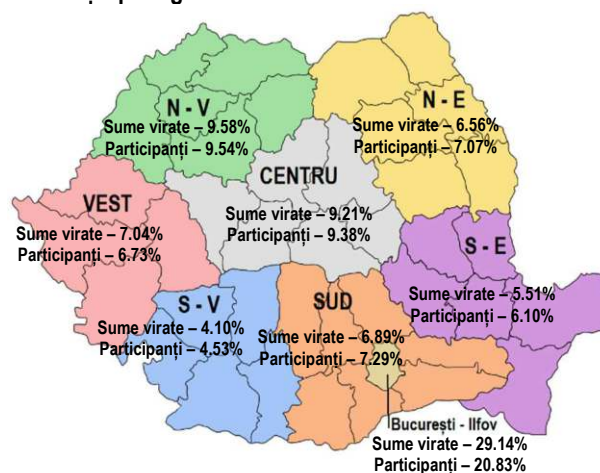 N - V
Sume virate – 9.58%
Participanți – 9.54%
N - E
Sume virate – 6.56%
Participanți – 7.07%
CENTRU
Sume virate – 9.21%
Participanți – 9.38%
VEST
Sume virate – 7.04%
Participanți – 6.73%
S - E
Sume virate – 5.51%
Participanți – 6.10%
S - V
Sume virate – 4.10%
Participanți – 4.53%
SUD
Sume virate – 6.89%
Participanți – 7.29%
București - Ilfov
Sume virate – 29.14%
Participanți – 20.83%